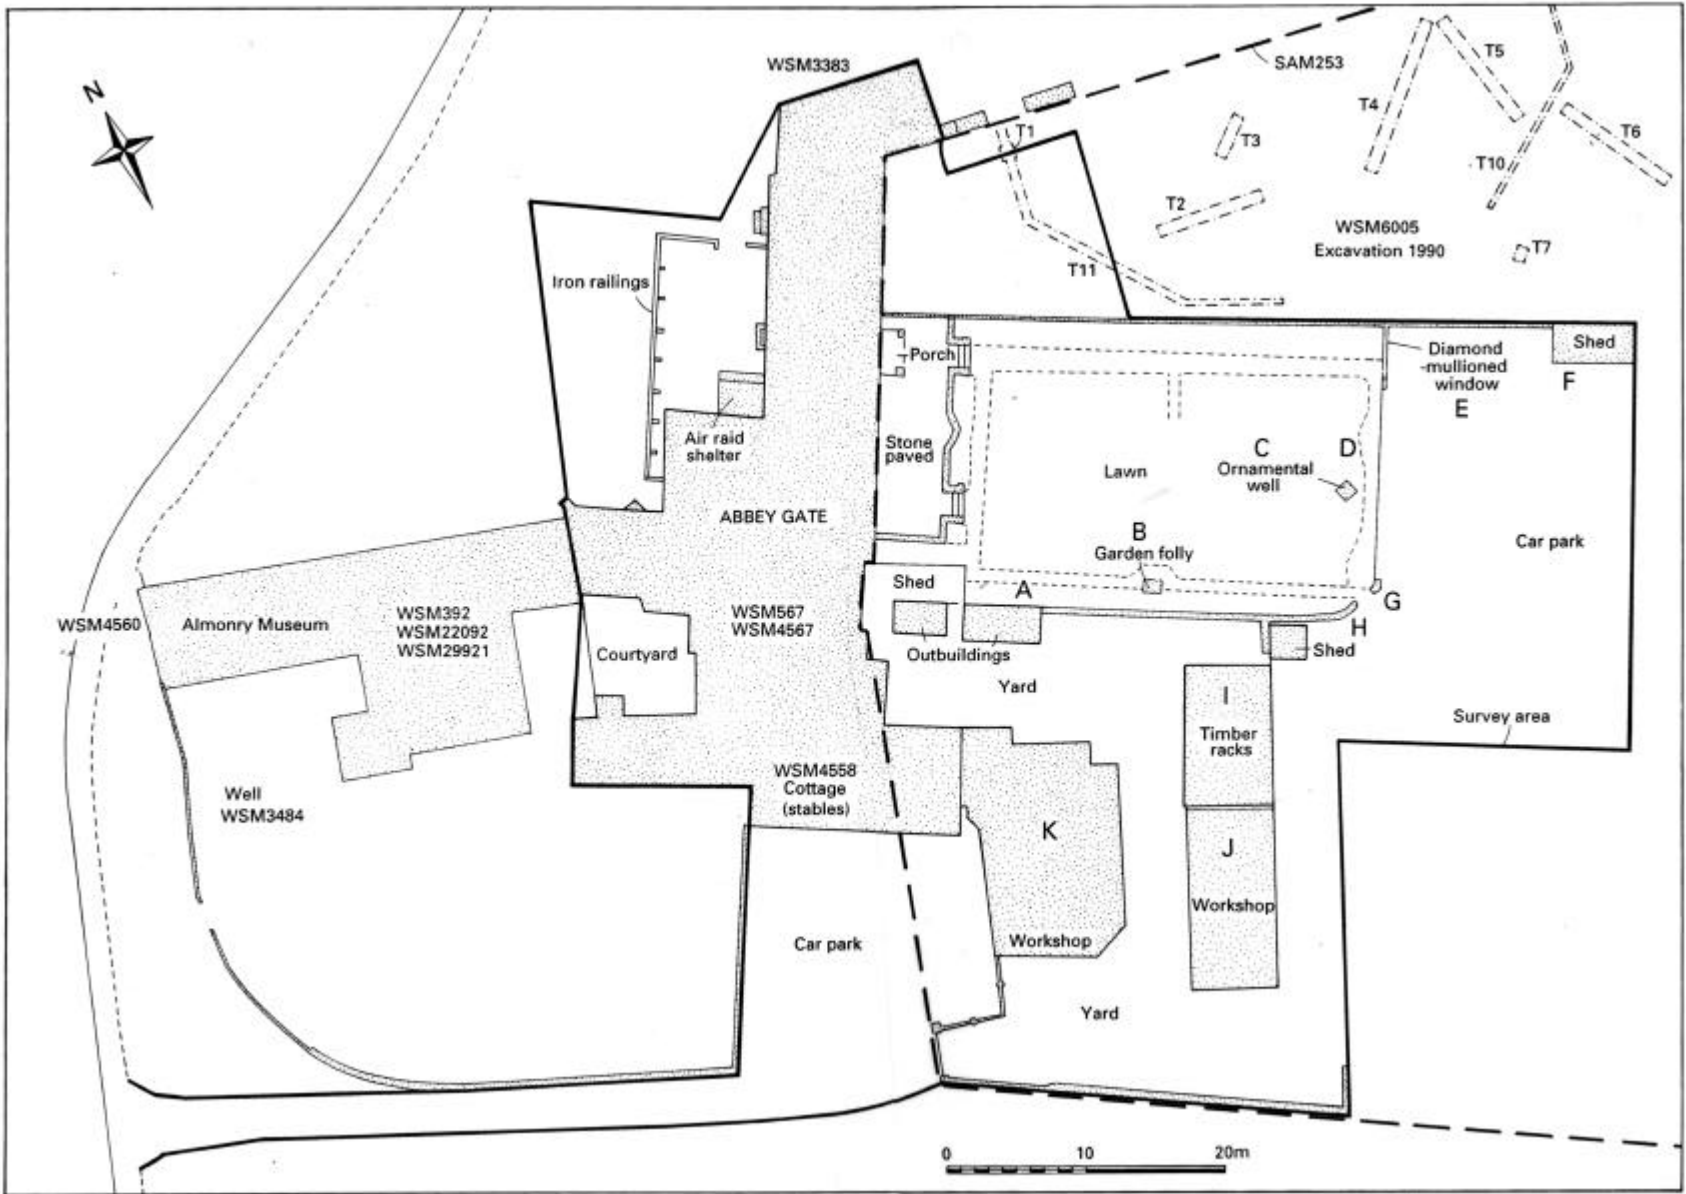 WSM3383
SAM253
T5
N
T4
T1
T3
T6
T10
T2
WSM6005
Excavation 1990
T7
T11
Iron railings
Porch
Diamond
-mullioned
window
E
Shed
F
Air raid
shelter
Stone
paved
Lawn
C
Ornamental
well
D
ABBEY GATE
B
Garden folly
Car park
Shed
A
G
WSM4560
Almonry Museum
WSM392
WSM22092
WSM29921
WSM567
WSM4567
H
Courtyard
Outbuildings
Shed
Yard
I
Timber
racks
Survey area
Well
WSM3484
WSM4558
Cottage
(stables)
K
J
Workshop
Car park
Workshop
Yard
0 10 20m